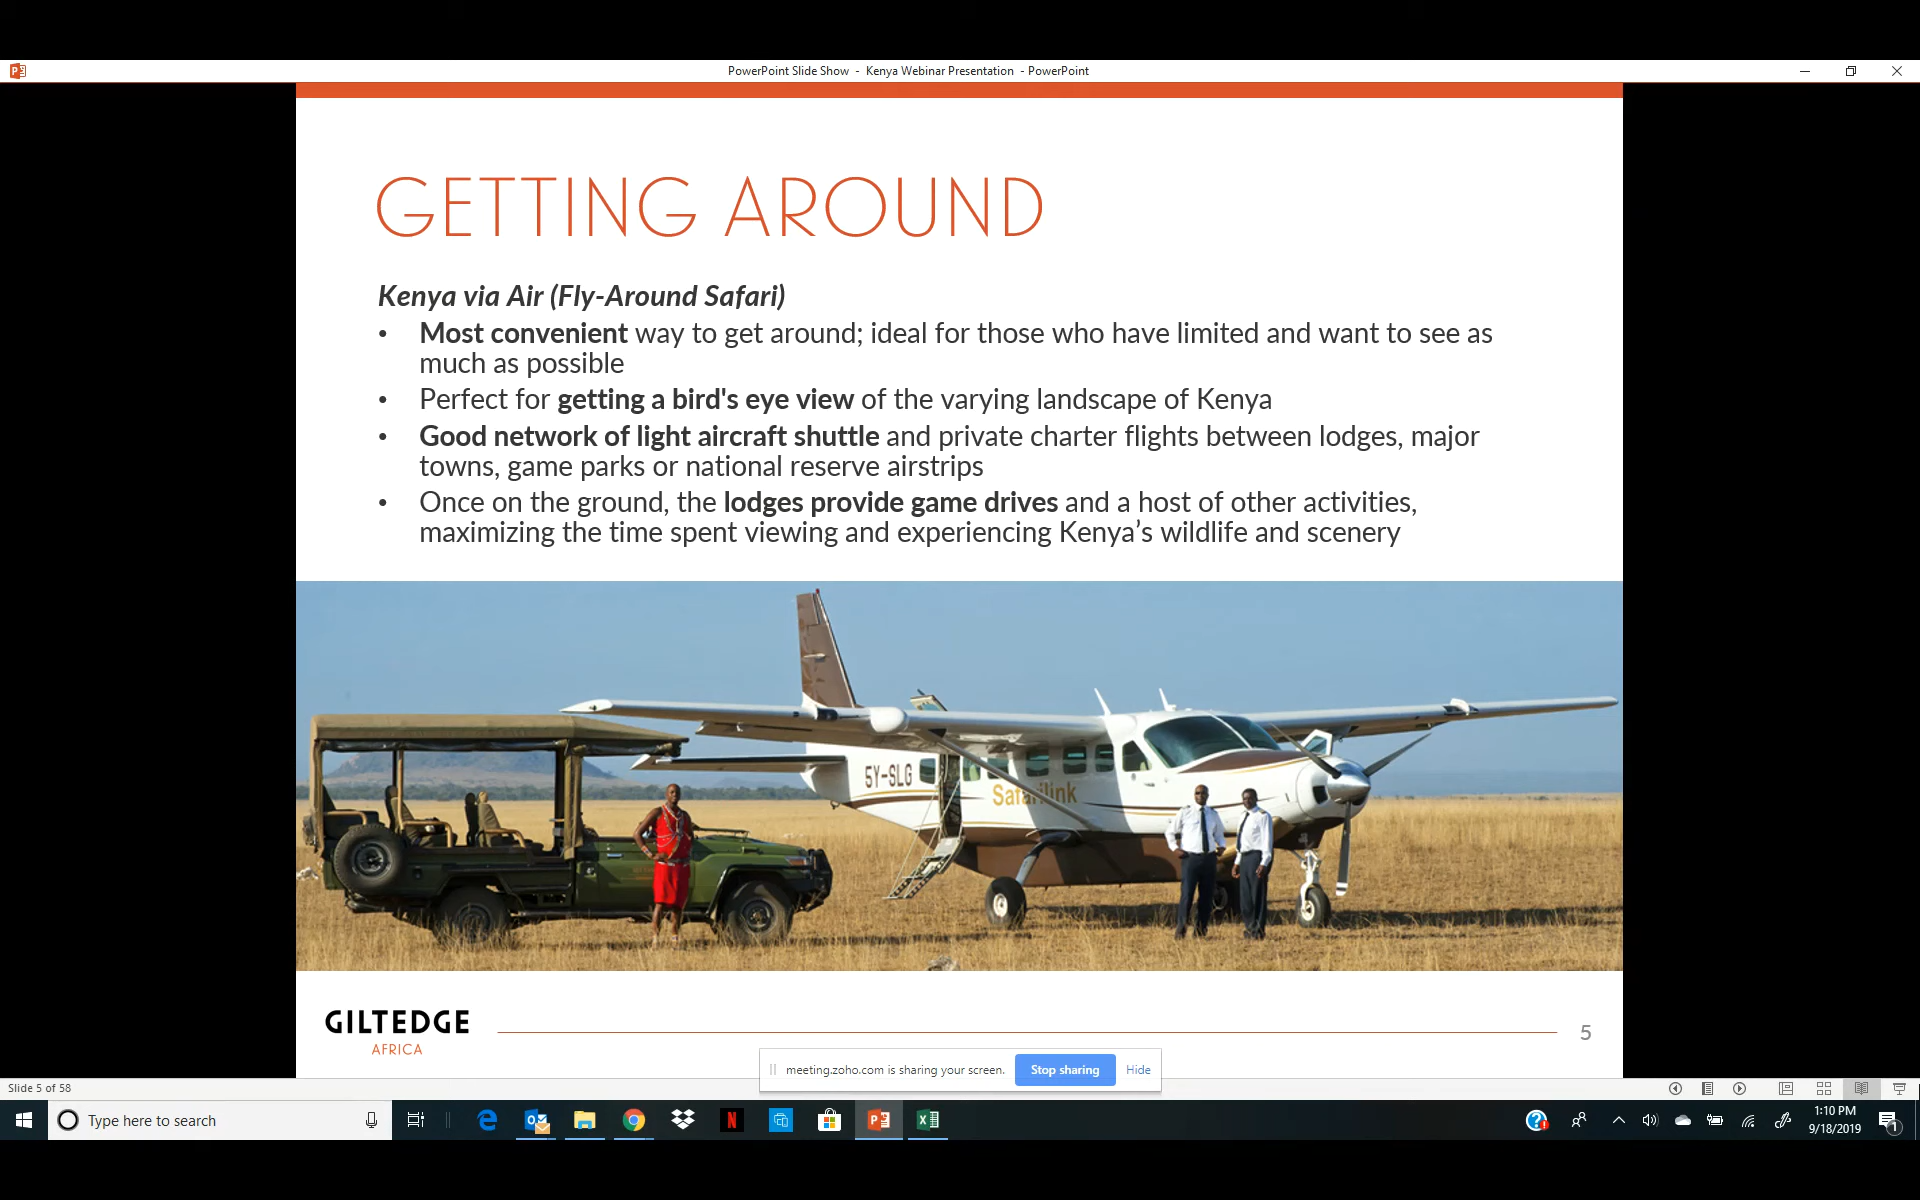 PowerPoint Slide Show - Kenya Webinar Presentation - PowerPoint
GETTING AROUND
Kenya via Air (Fly-Around Safari)
• Most convenient way to get around; ideal for those who have limited and want to see as
much as possible
• Perfect for getting a bird's eye view of the varying landscape of Kenya
• Good network of light aircraft shuttle and private charter flights between lodges, major
towns, game parks or national reserve airstrips
• Once on the ground, the lodges provide game drives and a host of other activities,
maximizing the time spent viewing and experiencing Kenya’s wildlife and scenery
5Y-SLG
Safarilink
GILTEDGE
AFRICA
5
meeting.zoho.com is sharing your screen. Stop sharing Hide
Slide 5 of 58
Type here to search
1:10 PM
9/18/2019
1